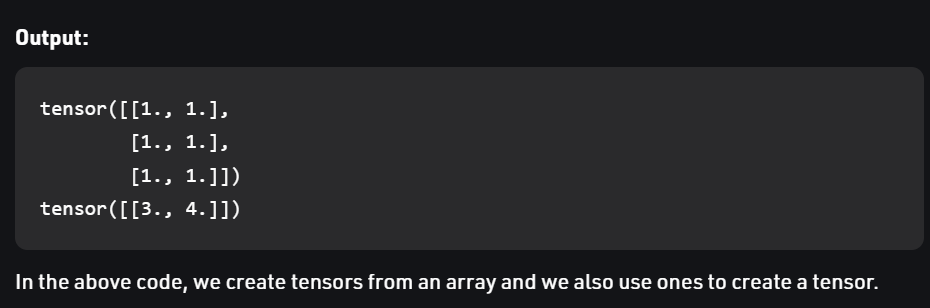 Output:
tensor([[1., 1.],
        [1., 1.],
        [1., 1.]])
tensor([[3., 4.]])
In the above code, we create tensors from an array and we also use ones to create a tensor.